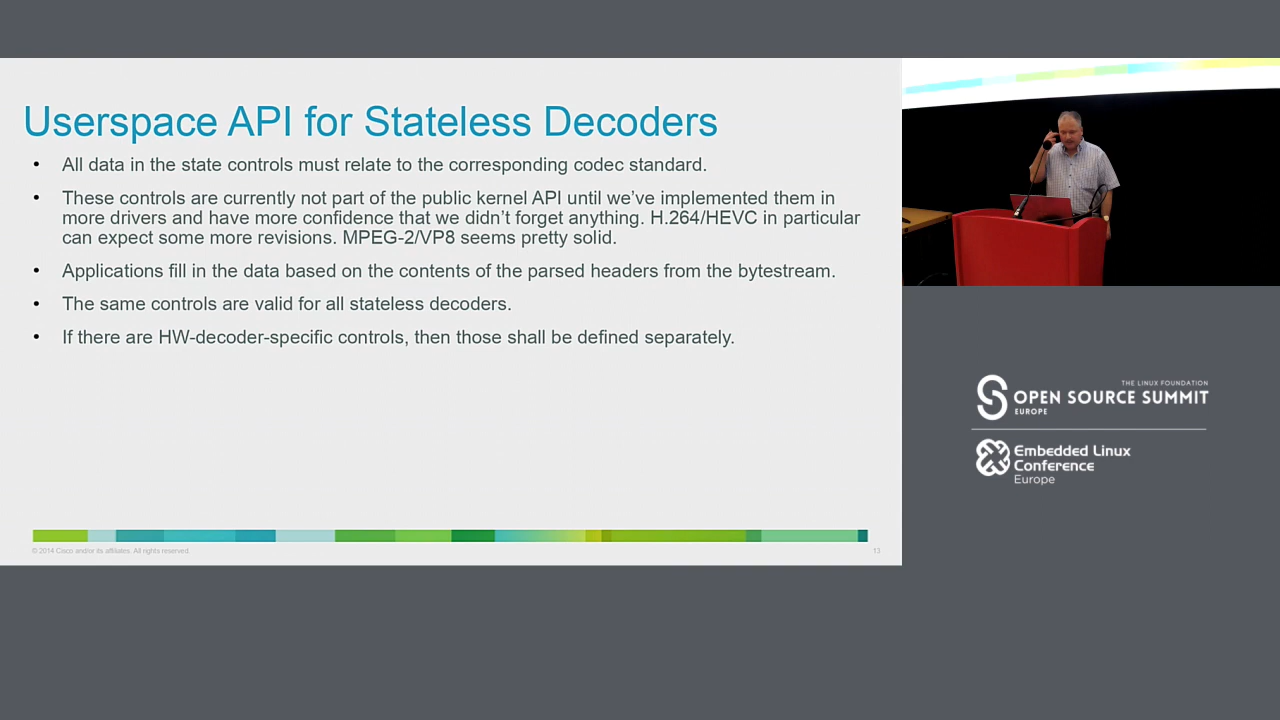 Userspace API for Stateless Decoders
• All data in the state controls must relate to the corresponding codec standard.
• These controls are currently not part of the public kernel API until we've implemented them in
more drivers and have more confidence that we didn't forget anything. H.264/HEVC in particular
can expect some more revisions. MPEG-2/VP8 seems pretty solid.
• Applications fill in the data based on the contents of the parsed headers from the bytestream.
• The same controls are valid for all stateless decoders.
• If there are HW-decoder-specific controls, then those shall be defined separately.
© 2014 Cisco and/or its affiliates. All rights reserved.
13
THE LINUX FOUNDATION
OPEN SOURCE SUMMIT
EUROPE
Embedded Linux
Conference
Europe